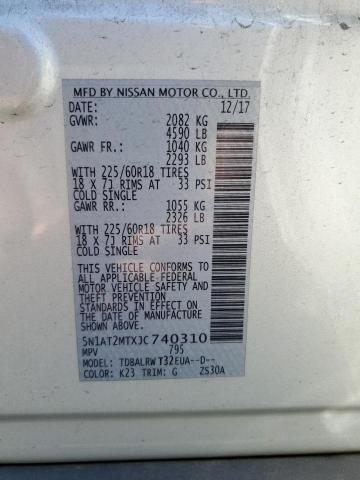 MFD BY NISSAN MOTOR CO., LTD.
DATE: 12/17
GVWR: 2082 KG
4590 LB
GAWR FR.: 1040 KG
2293 LB
WITH 225/60R18 TIRES
18 X 7J RIMS AT 33 PSI
COLD SINGLE
GAWR RR.: 1055 KG
2326 LB
WITH 225/60R18 TIRES
18 X 7J RIMS AT 33 PSI
COLD SINGLE
THIS VEHICLE CONFORMS TO
ALL APPLICABLE FEDERAL
MOTOR VEHICLE SAFETY AND
STANDARDS IN EFFECT ON
THE DATE OF MANUFACTURE
SHOWN ABOVE.
5N1AT2MTXJC740310
MPV 795
MODEL: TDBALRWT32EUA--D--
COLOR: K23 TRIM: G ZS30A